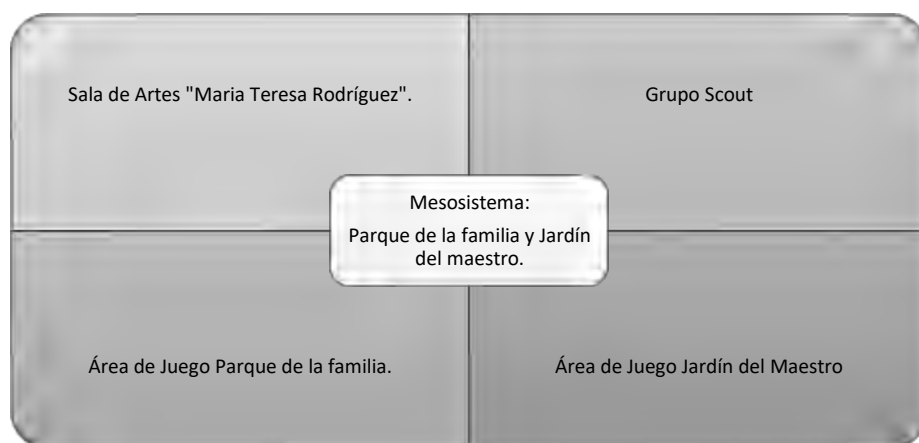 Sala de Artes "Maria Teresa Rodríguez".
Grupo Scout
Mesosistema:
Parque de la familia y Jardín
del maestro.
Área de Juego Parque de la familia.
Área de Juego Jardín del Maestro